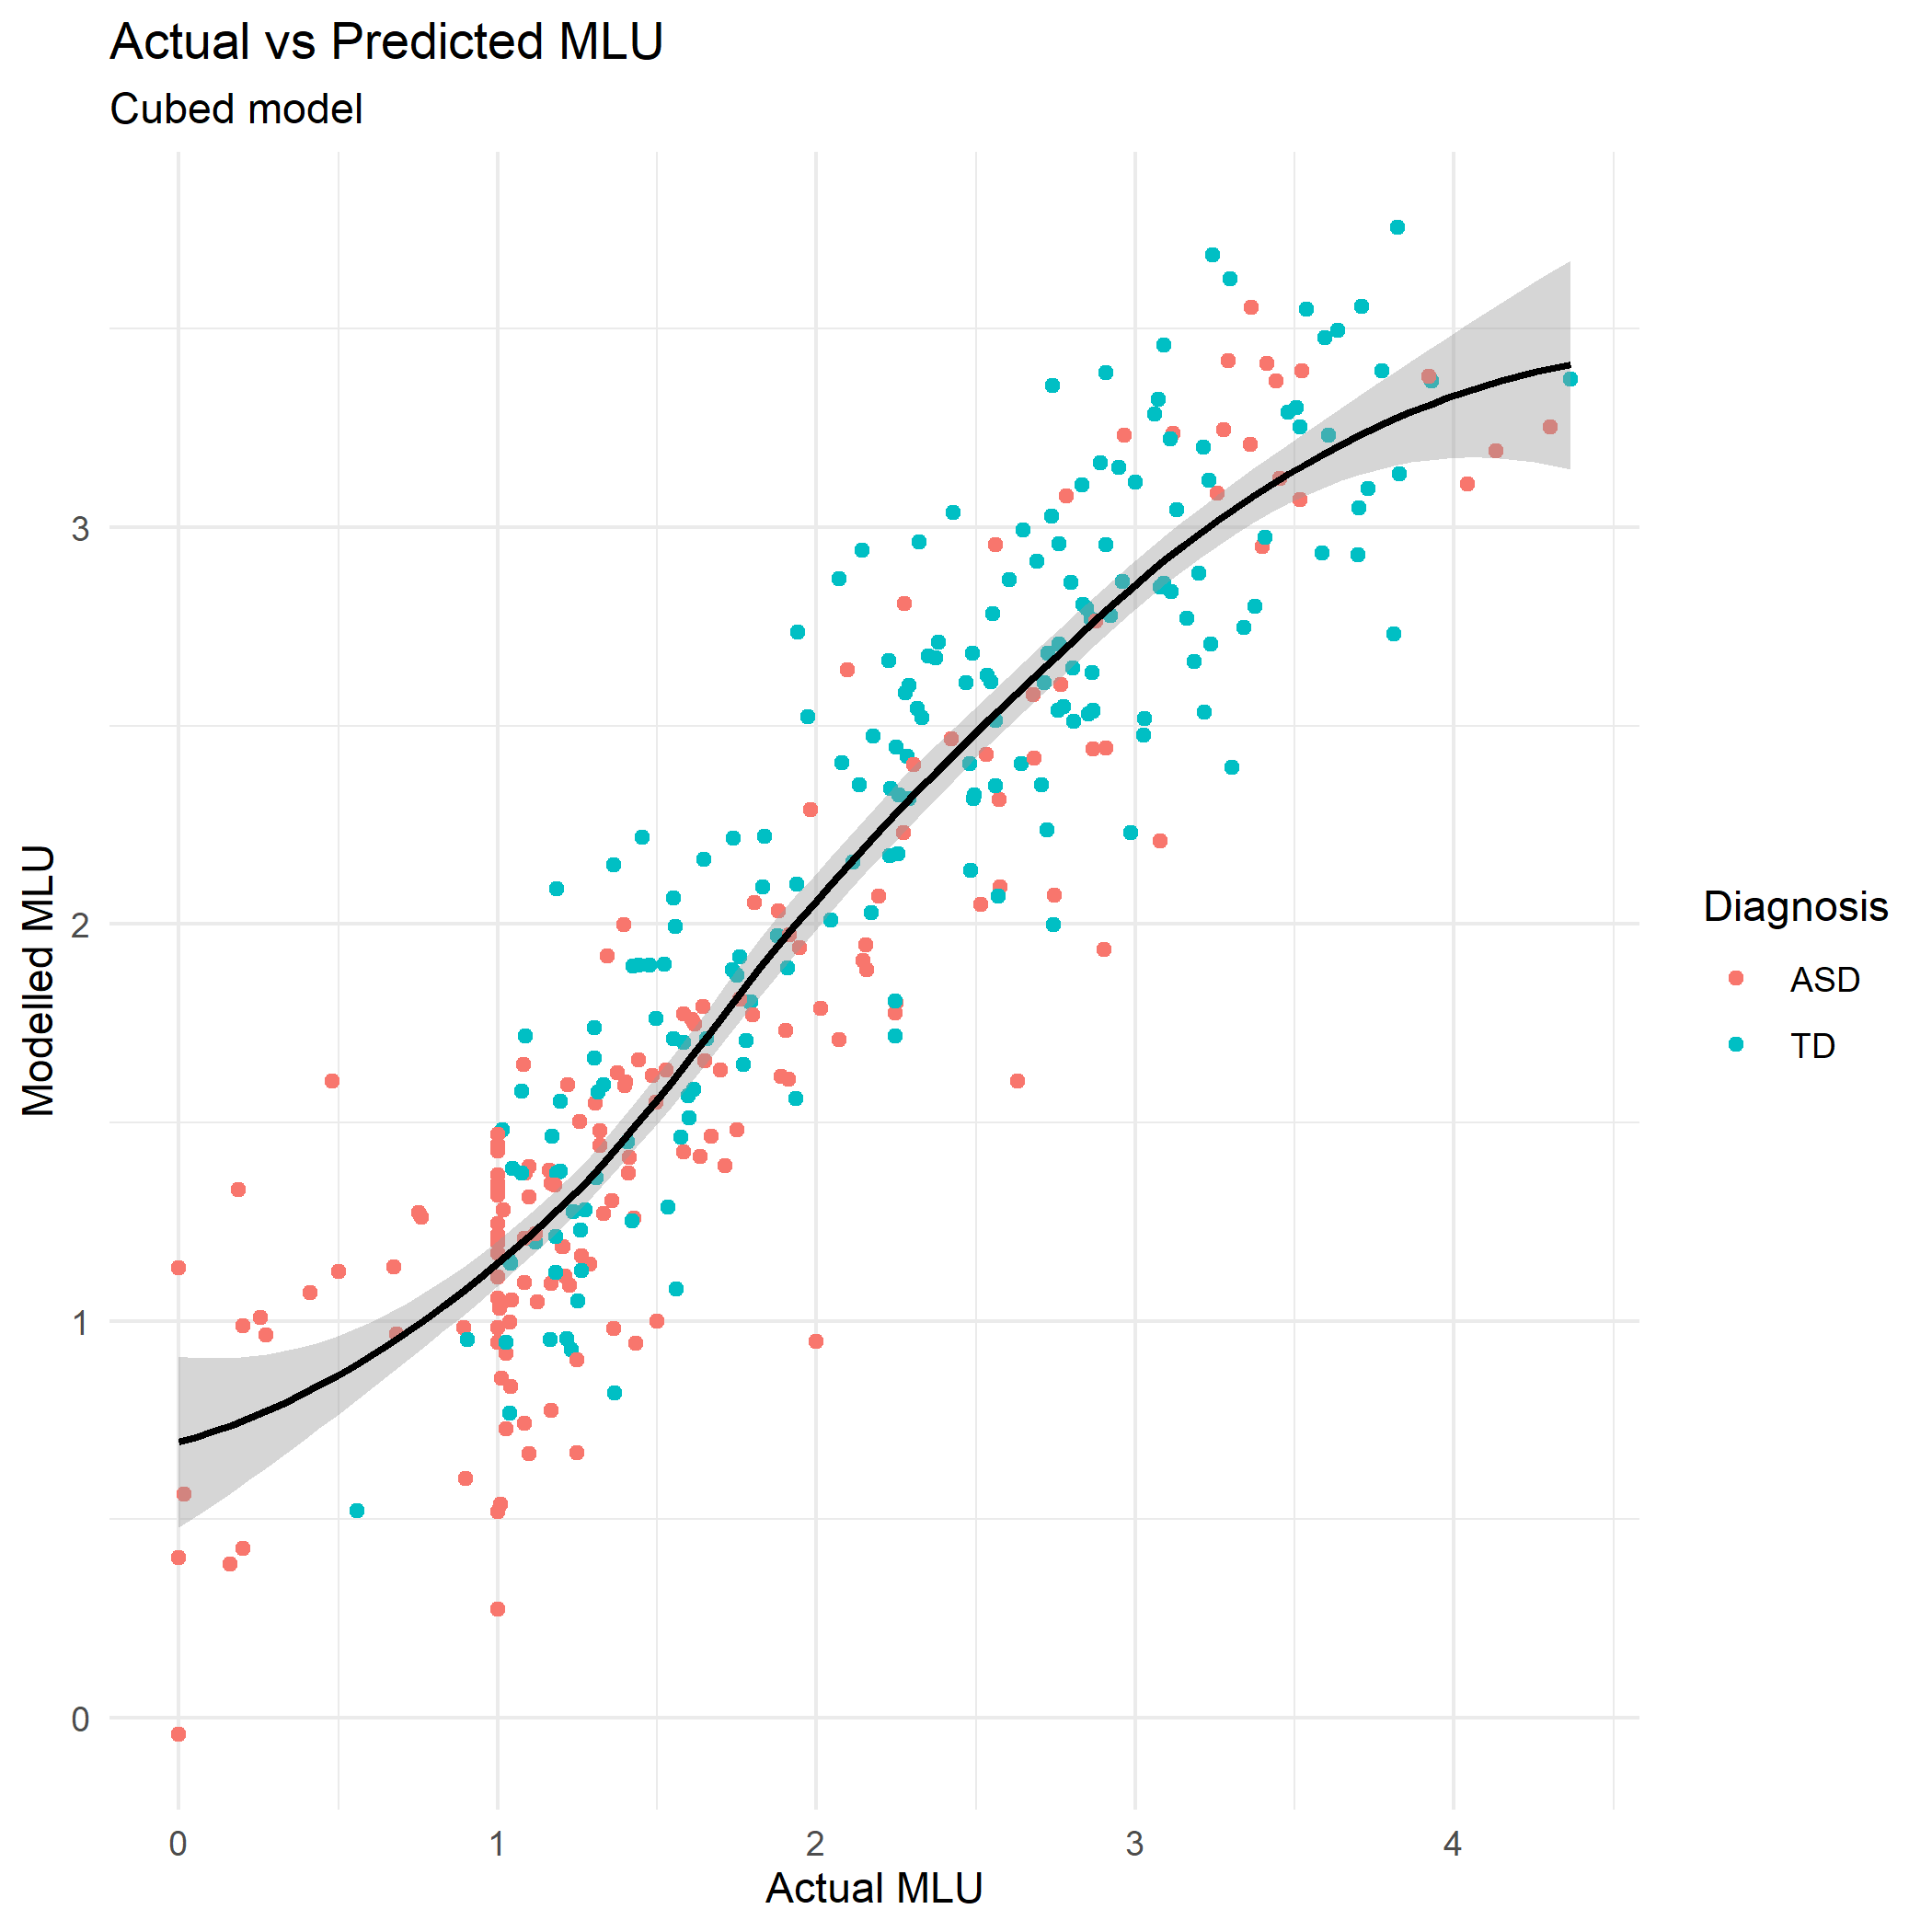 Actual vs Predicted MLU
Cubed model
Modelled MLU
3
2
1
0
0 1 2 3 4
Actual MLU
Diagnosis
ASD
TD